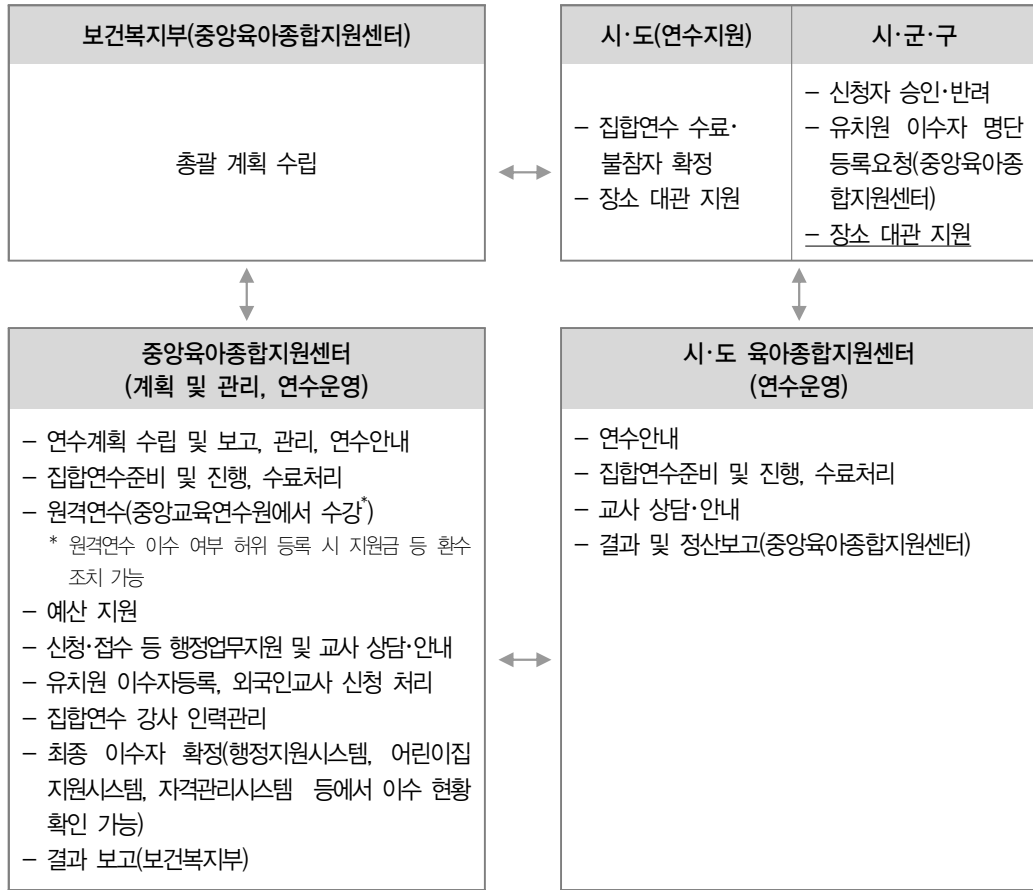 보건복지부(중앙육아종합지원센터)
총괄 계획 수립
시·도(연수지원)
– 집합연수 수료·
불참자 확정
– 장소 대관 지원
시·군·구
– 신청자 승인·반려
– 유치원 이수자 명단
등록요청(중앙육아종
합지원센터)
– 장소 대관 지원
중앙육아종합지원센터
(계획 및 관리, 연수운영)
– 연수계획 수립 및 보고, 관리, 연수안내
– 집합연수준비 및 진행, 수료처리
– 원격연수(중앙교육연수원에서 수강*)
* 원격연수 이수 여부 허위 등록 시 지원금 등 환수
조치 가능
– 예산 지원
– 신청·접수 등 행정업무지원 및 교사 상담·안내
– 유치원 이수자등록, 외국인교사 신청 처리
– 집합연수 강사 인력관리
– 최종 이수자 확정(행정지원시스템, 어린이집
지원시스템, 자격관리시스템 등에서 이수 현황
확인 가능)
– 결과 보고(보건복지부)
시·도 육아종합지원센터
(연수운영)
– 연수안내
– 집합연수준비 및 진행, 수료처리
– 교사 상담·안내
– 결과 및 정산보고(중앙육아종합지원센터)